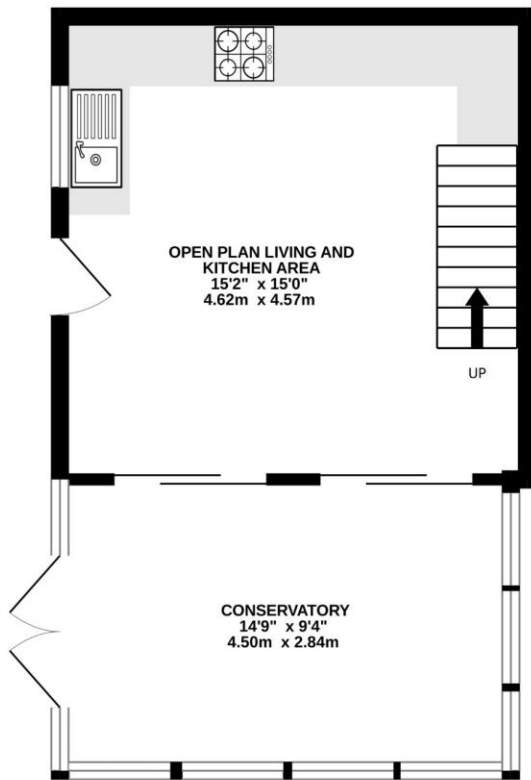 OPEN PLAN LIVING AND
KITCHEN AREA
15'2" x 15'0"
4.62m x 4.57m
UP
CONSERVATORY
14'9" x 9'4"
4.50m x 2.84m